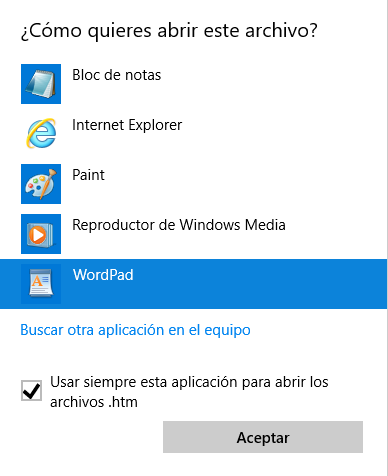 ¿Cómo quieres abrir este archivo?
Bloc de notas
Internet Explorer
Paint
Reproductor de Windows Media
WordPad
Buscar otra aplicación en el equipo
Usar siempre esta aplicación para abrir los
archivos .htm
Aceptar